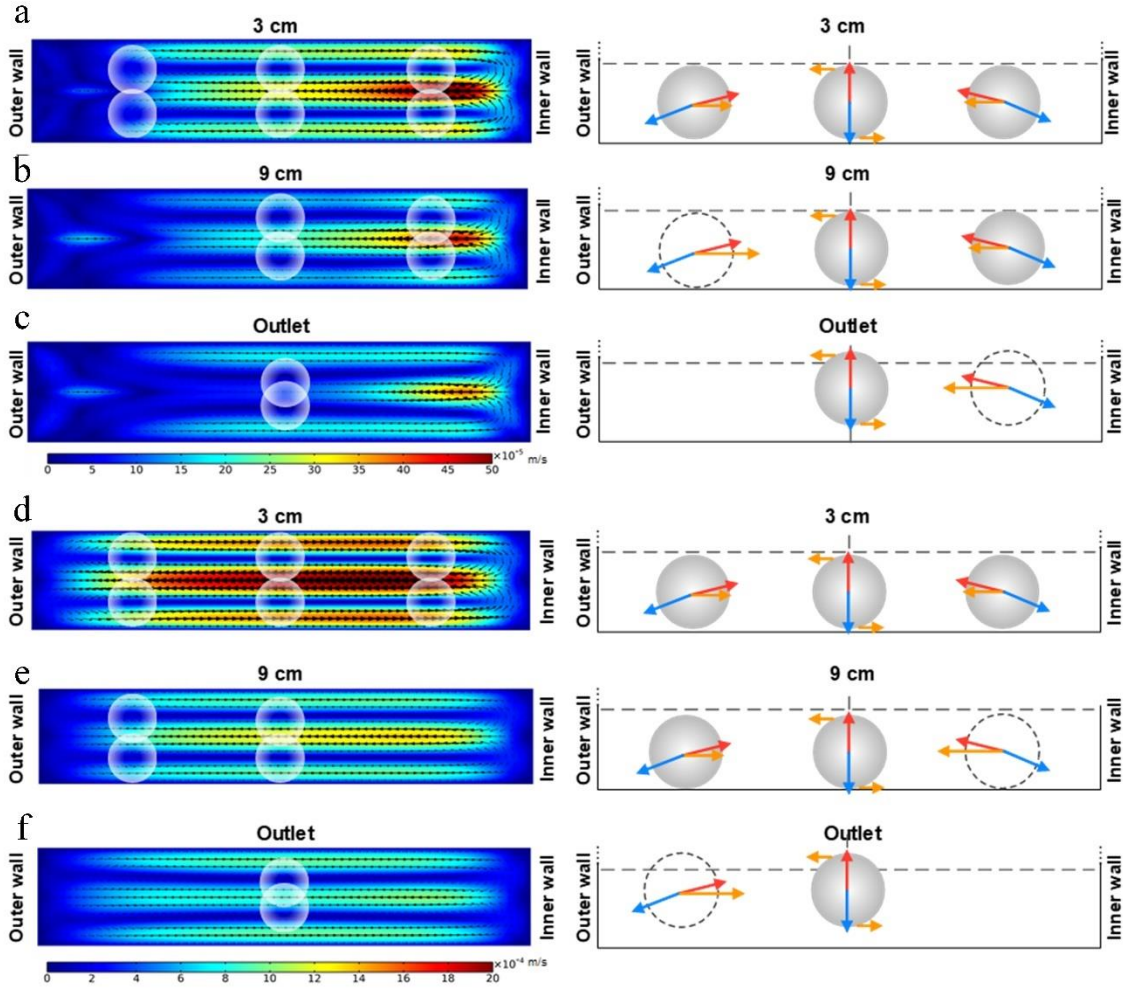 a
3 cm
3 cm
Outer wall
Inner wall
Outer wall
Inner wall
b
9 cm
9 cm
Outer wall
Inner wall
Outer wall
Inner wall
c
Outlet
Outlet
Outer wall
Inner wall
Outer wall
Inner wall
0 5 10 15 20 25 30 35 40 45 50 ×10⁻⁵ m/s
d
3 cm
3 cm
Outer wall
Inner wall
Outer wall
Inner wall
e
9 cm
9 cm
Outer wall
Inner wall
Outer wall
Inner wall
f
Outlet
Outlet
Outer wall
Inner wall
Outer wall
Inner wall
0 2 4 6 8 10 12 14 16 18 20 ×10⁻⁴ m/s